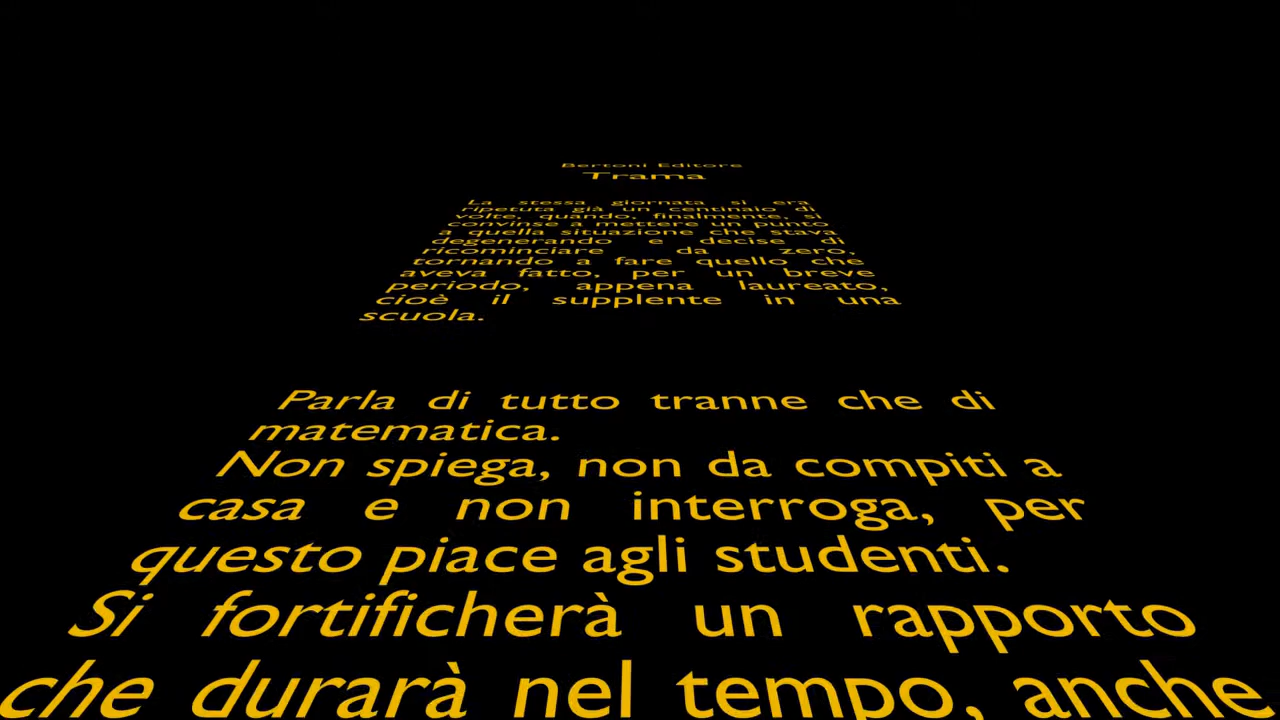 Bertoni Editore
Trama
La stessa giornata si era
ripetuta già un centinaio di
volte, quando, finalmente, si
convinse a mettere un punto
a quella situazione che stava
degenerando e decise di
ricominciare da zero,
tornando a fare quello che
aveva fatto, per un breve
periodo, appena laureato,
cioè il supplente in una
scuola.
Parla di tutto tranne che di
matematica.
Non spiega, non da compiti a
casa e non interroga, per
questo piace agli studenti.
Si fortificherà un rapporto
che durarà nel tempo, anche